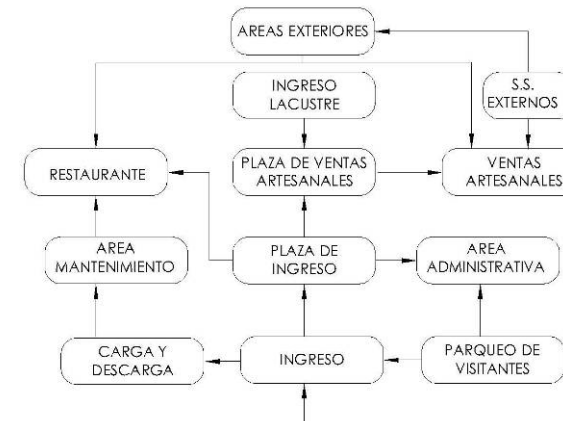 AREAS EXTERIORES
INGRESO
LACUSTRE
S.S.
EXTERNOS
RESTAURANTE
PLAZA DE VENTAS
ARTESANALES
VENTAS
ARTESANALES
AREA
MANTENIMIENTO
PLAZA DE
INGRESO
AREA
ADMINISTRATIVA
CARGA Y
DESCARGA
INGRESO
PARQUEO DE
VISITANTES